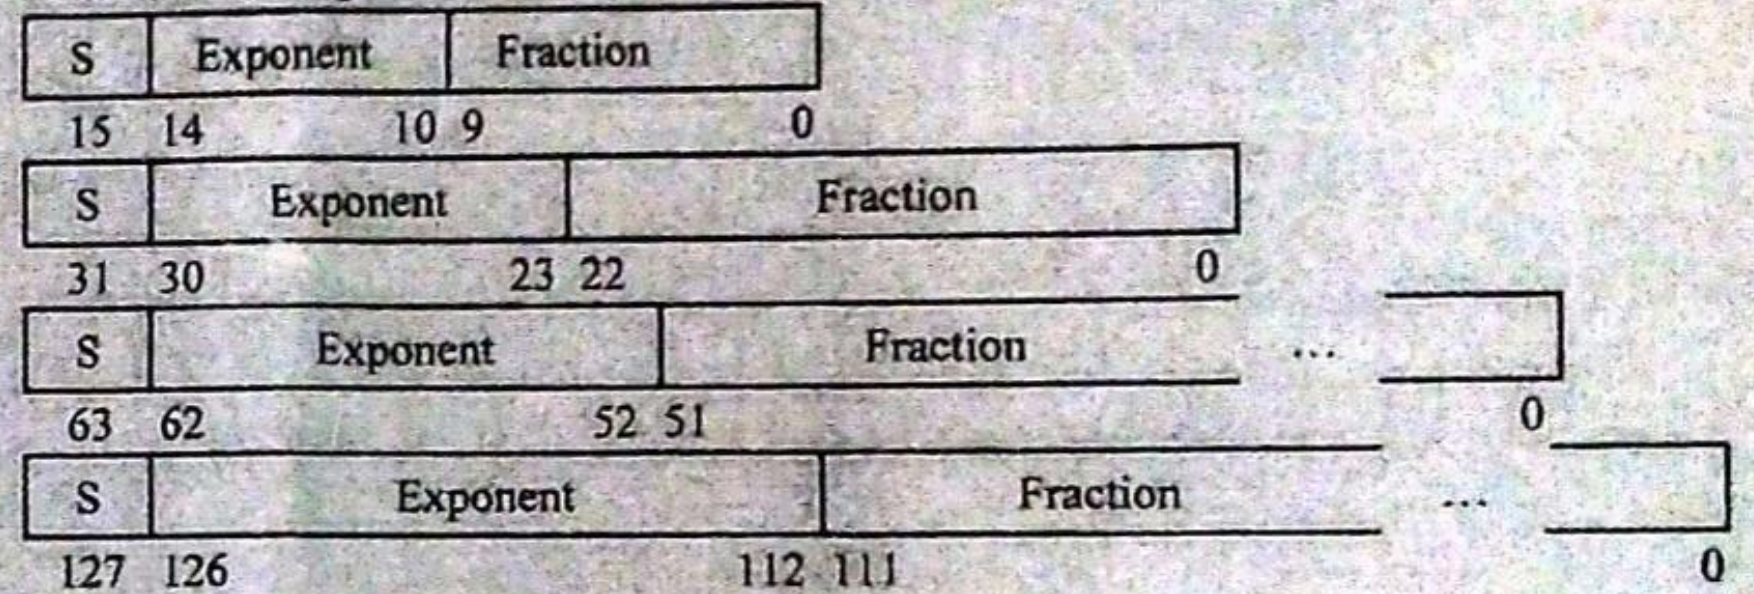 S Exponent Fraction
15 14 10 9 0
S Exponent Fraction
31 30 23 22 0
S Exponent Fraction ...
63 62 52 51 0
S Exponent Fraction ...
127 126 112 111 0